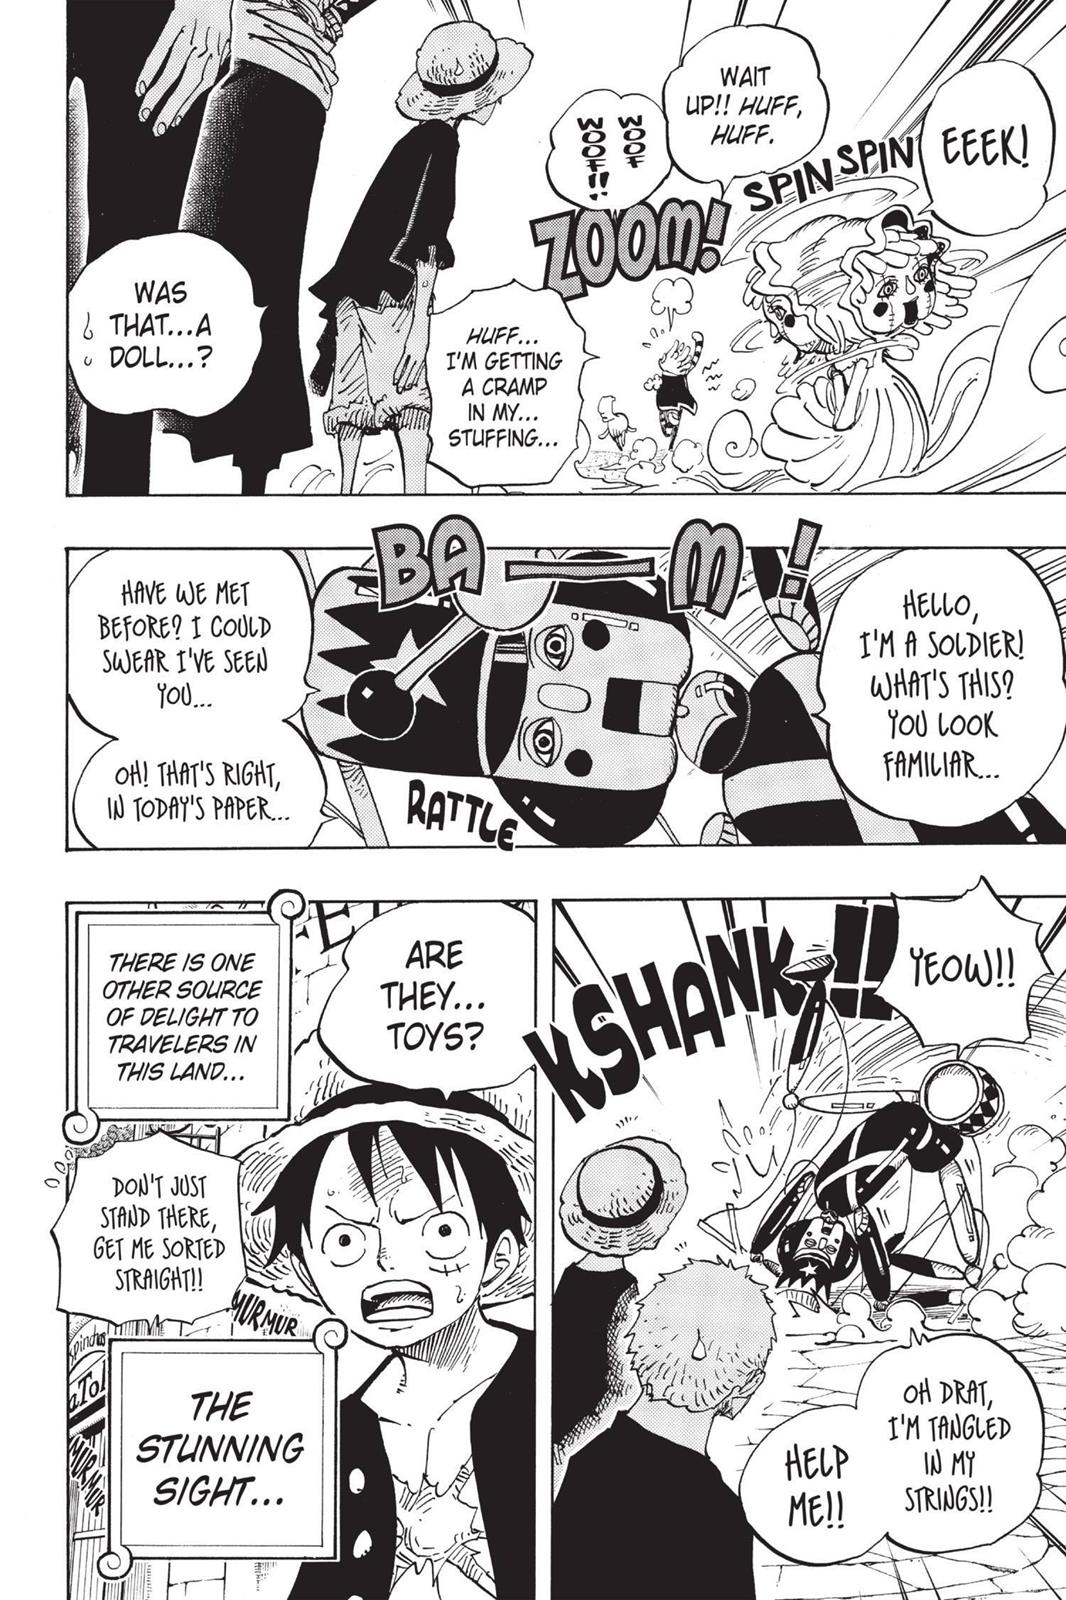 EEEK!
SPIN SPIN
WAIT
UP!! HUFF,
HUFF.
WOOF
WOOF!!
ZOOM!
HUFF...
I'M GETTING
A CRAMP
IN MY...
STUFFING...
WAS
THAT...A
DOLL...?
HELLO,
I'M A SOLDIER!
WHAT'S THIS?
YOU LOOK
FAMILIAR...
BA—M!
RATTLE
HAVE WE MET
BEFORE? I COULD
SWEAR I'VE SEEN
YOU...
OH! THAT'S RIGHT,
IN TODAY'S PAPER...
YEOW!!
KSHANK!!
OH DRAT,
I'M TANGLED
IN MY
STRINGS!!
HELP
ME!!
ARE
THEY...
TOYS?
THERE IS ONE
OTHER SOURCE
OF DELIGHT TO
TRAVELERS IN
THIS LAND...
DON'T JUST
STAND THERE,
GET ME SORTED
STRAIGHT!!
MURMUR
THE
STUNNING
SIGHT...
MURMUR